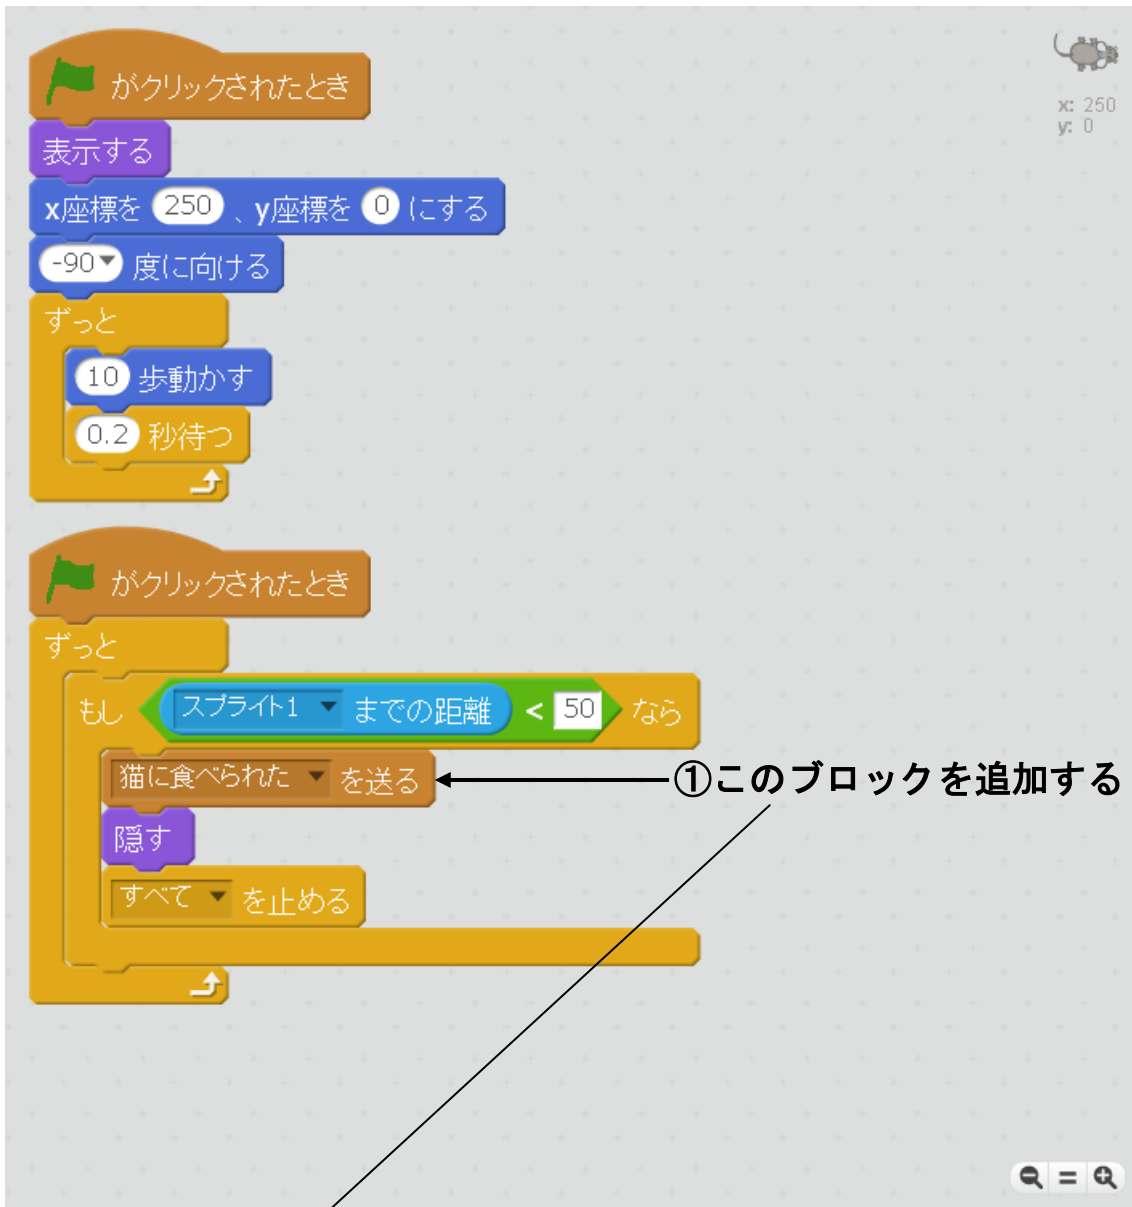 がクリックされたとき
表示する
x座標を 250 、y座標を 0 にする
-90 度に向ける
ずっと
10 歩動かす
0.2 秒待つ
x: 250
y: 0
がクリックされたとき
ずっと
もし スプライト1 までの距離 < 50 なら
猫に食べられた を送る
①このブロックを追加する
隠す
すべて を止める